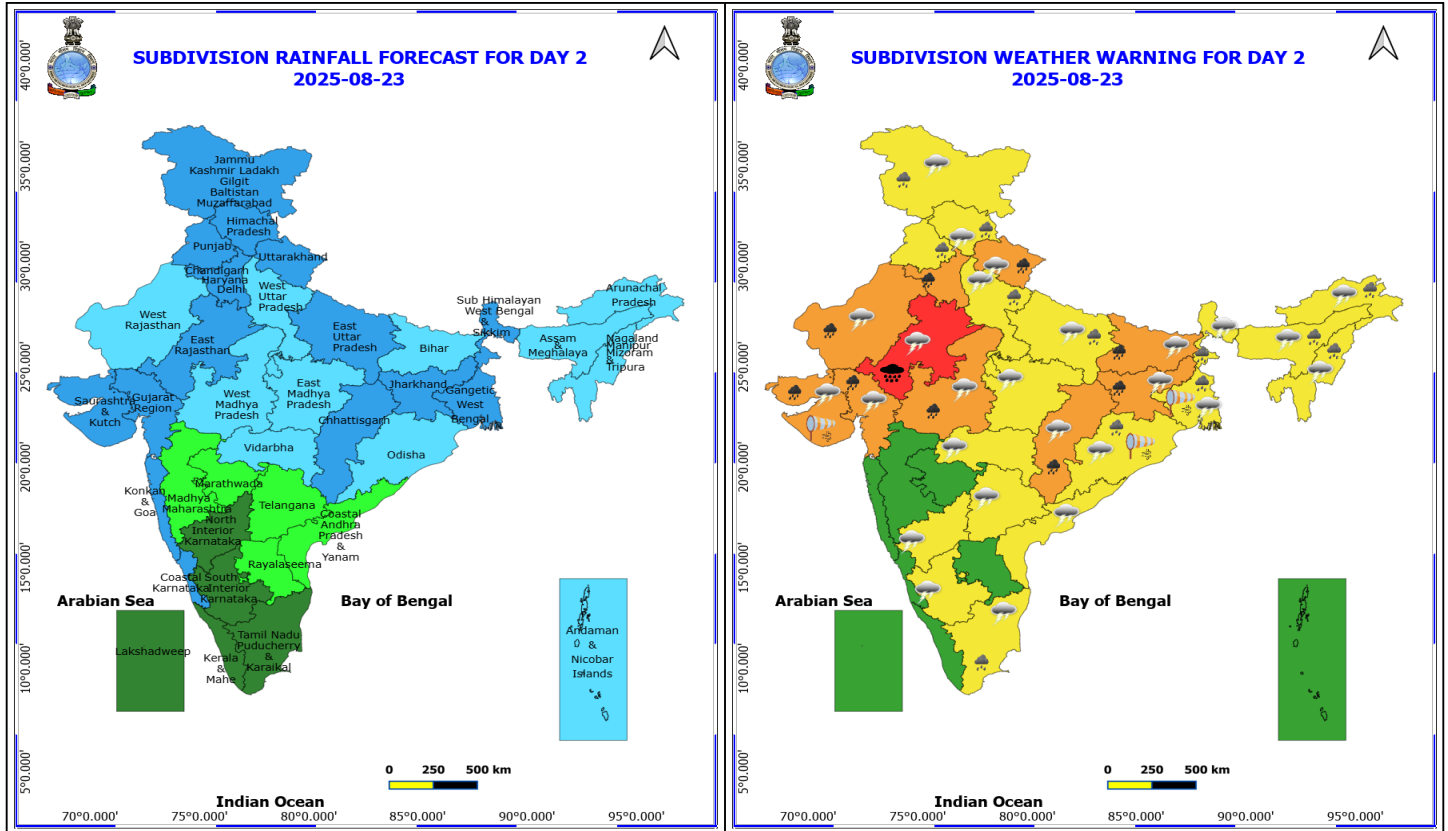 SUBDIVISION RAINFALL FORECAST FOR DAY 2
2025-08-23
40°0.000'
35°0.000'
30°0.000'
25°0.000'
20°0.000'
15°0.000'
10°0.000'
5°0.000'
Jammu
Kashmir Ladakh
Gilgit
Baltistan
Muzaffarabad
Himachal
Pradesh
Punjab
Uttarakhand
Chandigarh
Haryana
Delhi
West
Uttar
Pradesh
West
Rajasthan
East
Rajasthan
East
Uttar
Pradesh
Bihar
Sub Himalayan
West Bengal
&
Sikkim
Arunachal
Pradesh
Assam
&
Meghalaya
Nagaland
Manipur
Mizoram
&
Tripura
Saurashtra
&
Kutch
Gujarat
Region
West
Madhya
Pradesh
East
Madhya
Pradesh
Jharkhand
Gangetic
West
Bengal
Chhattisgarh
Vidarbha
Odisha
Konkan
&
Goa
Madhya
Maharashtra
Marathwada
Telangana
North
Interior
Karnataka
Coastal
Andhra
Pradesh
&
Yanam
Rayalaseema
Coastal
Karnataka
South
Interior
Karnataka
Arabian Sea
Bay of Bengal
Lakshadweep
Kerala
&
Mahe
Tamil Nadu
Puducherry
&
Karaikal
Andaman
&
Nicobar
Islands
0 250 500 km
Indian Ocean
70°0.000' 75°0.000' 80°0.000' 85°0.000' 90°0.000' 95°0.000'
SUBDIVISION WEATHER WARNING FOR DAY 2
2025-08-23
40°0.000'
35°0.000'
30°0.000'
25°0.000'
20°0.000'
15°0.000'
10°0.000'
5°0.000'
Arabian Sea
Bay of Bengal
0 250 500 km
Indian Ocean
70°0.000' 75°0.000' 80°0.000' 85°0.000' 90°0.000' 95°0.000'